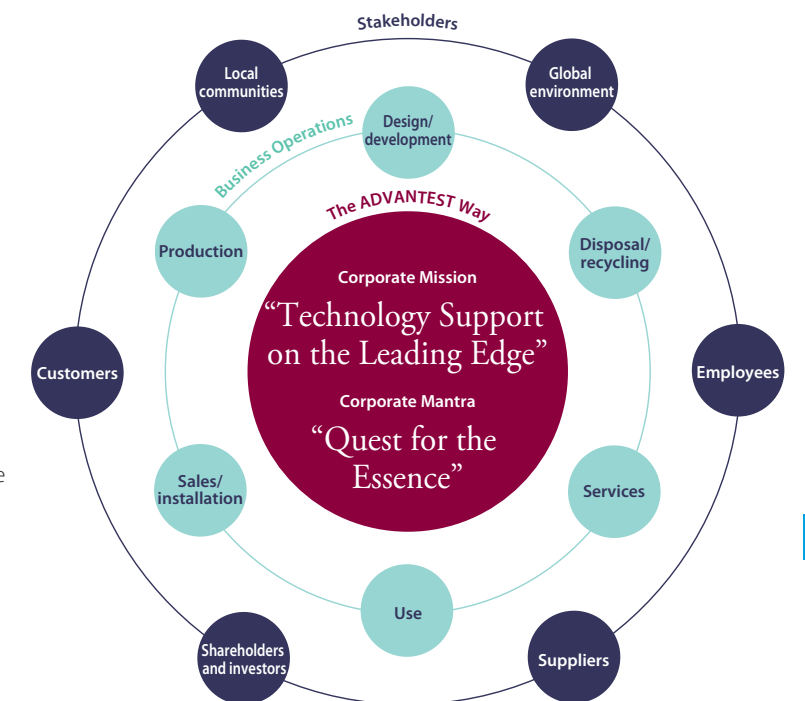 Stakeholders
Local
communities
Global
environment
Business Operations
Design/
development
The ADVANTEST Way
Production
Disposal/
recycling
Corporate Mission
“Technology Support
on the Leading Edge”
Customers
Employees
Corporate Mantra
“Quest for the
Essence”
e
Sales/
installation
Services
Use
Shareholders
and investors
Suppliers